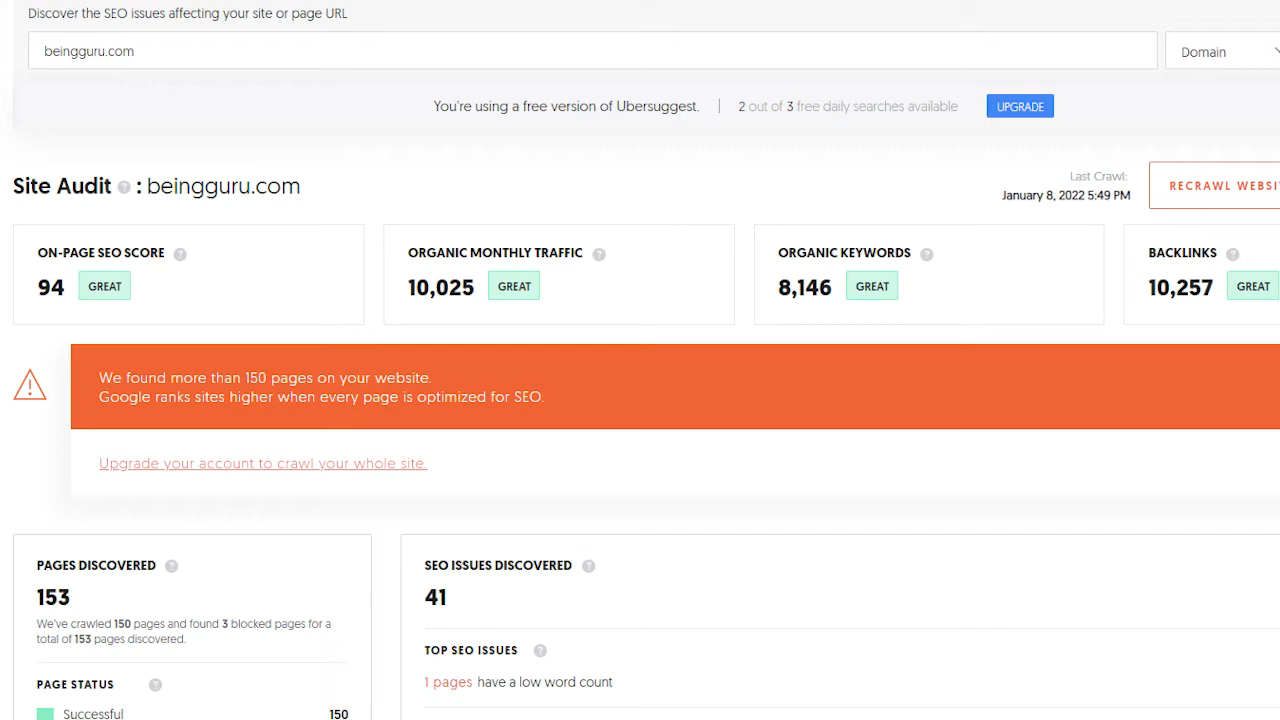 Discover the SEO issues affecting your site or page URL
beingguru.com
Domain
You're using a free version of Ubersuggest. | 2 out of 3 free daily searches available
UPGRADE
Site Audit ? : beingguru.com
Last Crawl:
January 8, 2022 5:49 PM
RECRAWL WEBSI
ON-PAGE SEO SCORE ?
94 GREAT
ORGANIC MONTHLY TRAFFIC ?
10,025 GREAT
ORGANIC KEYWORDS ?
8,146 GREAT
BACKLINKS ?
10,257 GREAT
We found more than 150 pages on your website.
Google ranks sites higher when every page is optimized for SEO.
Upgrade your account to crawl your whole site.
PAGES DISCOVERED ?
153
We've crawled 150 pages and found 3 blocked pages for a
total of 153 pages discovered.
PAGE STATUS ?
Successful 150
SEO ISSUES DISCOVERED ?
41
TOP SEO ISSUES ?
1 pages have a low word count